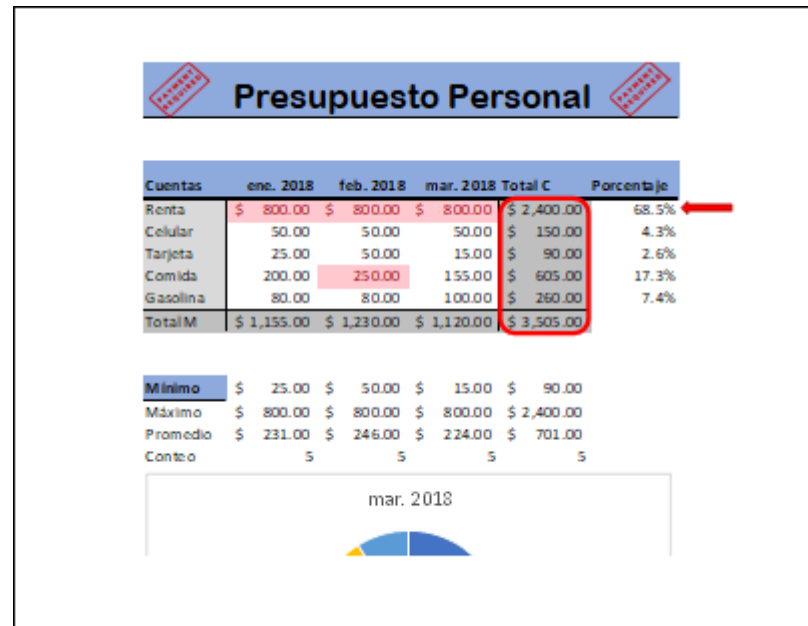 PAYMENT REQUIRED
Presupuesto Personal
PAYMENT REQUIRED
Cuentas ene. 2018 feb. 2018 mar. 2018 Total C Porcentaje
Renta $ 800.00 $ 800.00 $ 800.00 $ 2,400.00 68.5%
Celular 50.00 50.00 50.00 $ 150.00 4.3%
Tarjeta 25.00 50.00 15.00 $ 90.00 2.6%
Comida 200.00 250.00 155.00 $ 605.00 17.3%
Gasolina 80.00 80.00 100.00 $ 260.00 7.4%
Total M $ 1,155.00 $ 1,230.00 $ 1,120.00 $ 3,505.00
Mínimo $ 25.00 $ 50.00 $ 15.00 $ 90.00
Máximo $ 800.00 $ 800.00 $ 800.00 $ 2,400.00
Promedio $ 231.00 $ 246.00 $ 224.00 $ 701.00
Conteo 5 5 5 5
mar. 2018